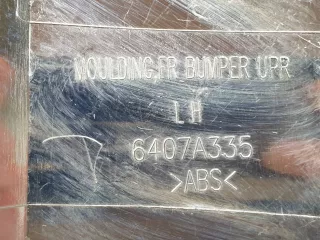 MOULDING,FR BUMPER UPR
LH
6407A335
>ABS<